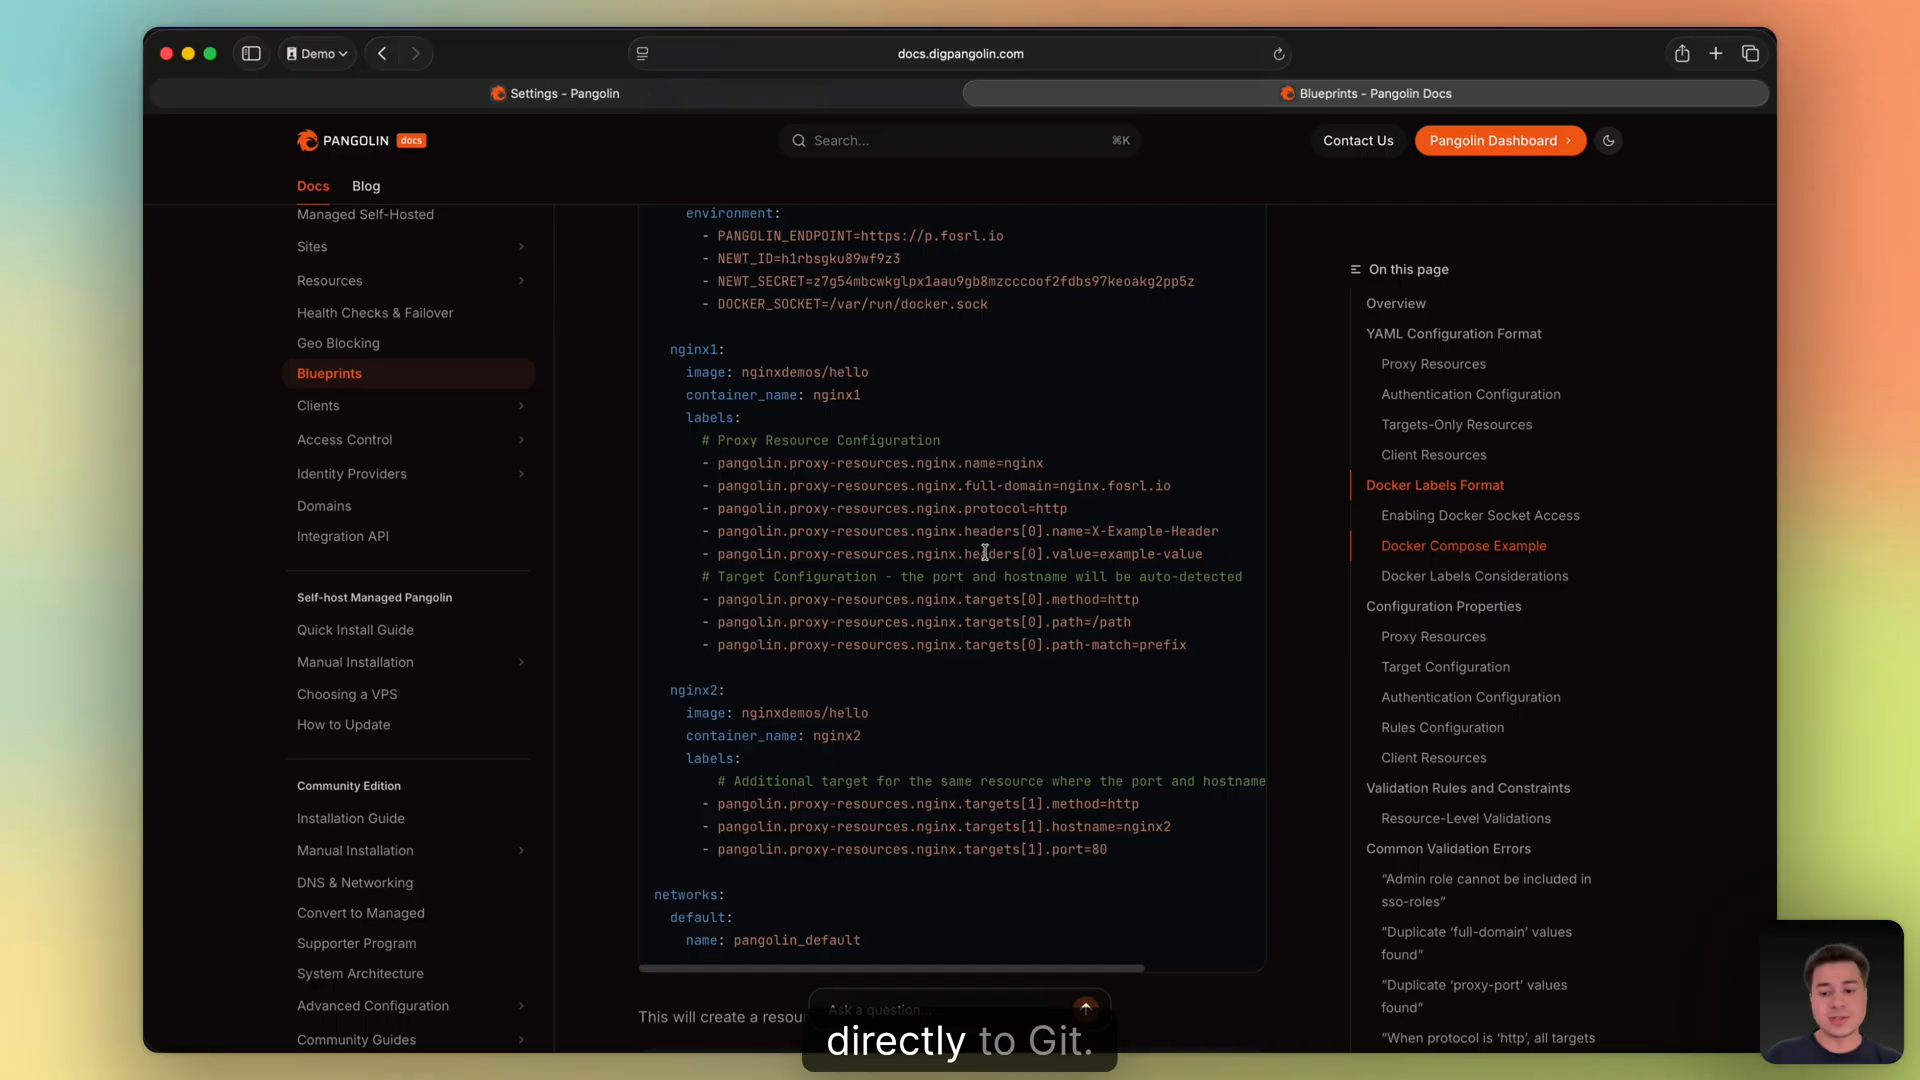 Demo
docs.digpangolin.com
Settings - Pangolin
Blueprints - Pangolin Docs
PANGOLIN docs
Search...
⌘K
Contact Us
Pangolin Dashboard
Docs
Blog
Managed Self-Hosted
Sites
Resources
Health Checks & Failover
Geo Blocking
Blueprints
Clients
Access Control
Identity Providers
Domains
Integration API
Self-host Managed Pangolin
Quick Install Guide
Manual Installation
Choosing a VPS
How to Update
Community Edition
Installation Guide
Manual Installation
DNS & Networking
Convert to Managed
Supporter Program
System Architecture
Advanced Configuration
Community Guides
environment:
- PANGOLIN_ENDPOINT=https://p.fosrl.io
- NEWT_ID=h1rbsgku89wf9z3
- NEWT_SECRET=z7g54mbcwkglpx1aau9gb8mzcccoof2fdbs97keoakg2pp5z
- DOCKER_SOCKET=/var/run/docker.sock
nginx1:
image: nginxdemos/hello
container_name: nginx1
labels:
# Proxy Resource Configuration
- pangolin.proxy-resources.nginx.name=nginx
- pangolin.proxy-resources.nginx.full-domain=nginx.fosrl.io
- pangolin.proxy-resources.nginx.protocol=http
- pangolin.proxy-resources.nginx.headers[0].name=X-Example-Header
- pangolin.proxy-resources.nginx.headers[0].value=example-value
# Target Configuration - the port and hostname will be auto-detected
- pangolin.proxy-resources.nginx.targets[0].method=http
- pangolin.proxy-resources.nginx.targets[0].path=/path
- pangolin.proxy-resources.nginx.targets[0].path-match=prefix
nginx2:
image: nginxdemos/hello
container_name: nginx2
labels:
# Additional target for the same resource where the port and hostname
- pangolin.proxy-resources.nginx.targets[1].method=http
- pangolin.proxy-resources.nginx.targets[1].hostname=nginx2
- pangolin.proxy-resources.nginx.targets[1].port=80
networks:
default:
name: pangolin_default
This will create a resour
Ask a question...
directly to Git.
On this page
Overview
YAML Configuration Format
Proxy Resources
Authentication Configuration
Targets-Only Resources
Client Resources
Docker Labels Format
Enabling Docker Socket Access
Docker Compose Example
Docker Labels Considerations
Configuration Properties
Proxy Resources
Target Configuration
Authentication Configuration
Rules Configuration
Client Resources
Validation Rules and Constraints
Resource-Level Validations
Common Validation Errors
“Admin role cannot be included in
sso-roles”
”Duplicate ‘full-domain’ values
found”
”Duplicate ‘proxy-port’ values
found”
”When protocol is ‘http’, all targets